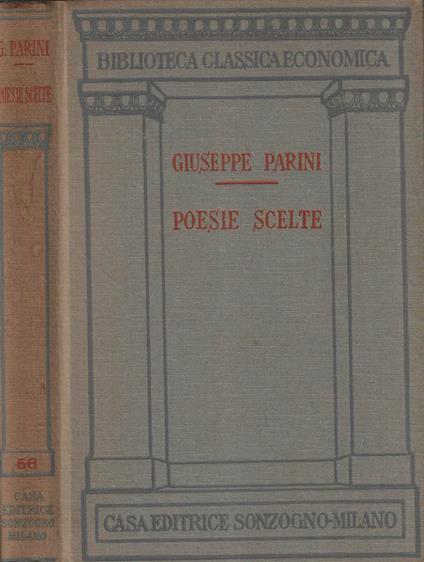 G. PARINI
POESIE SCELTE
56
CASA
EDITRICE
SONZOGNO
MILANO
BIBLIOTECA CLASSICA ECONOMICA
GIUSEPPE PARINI
POESIE SCELTE
CASA EDITRICE SONZOGNO-MILANO